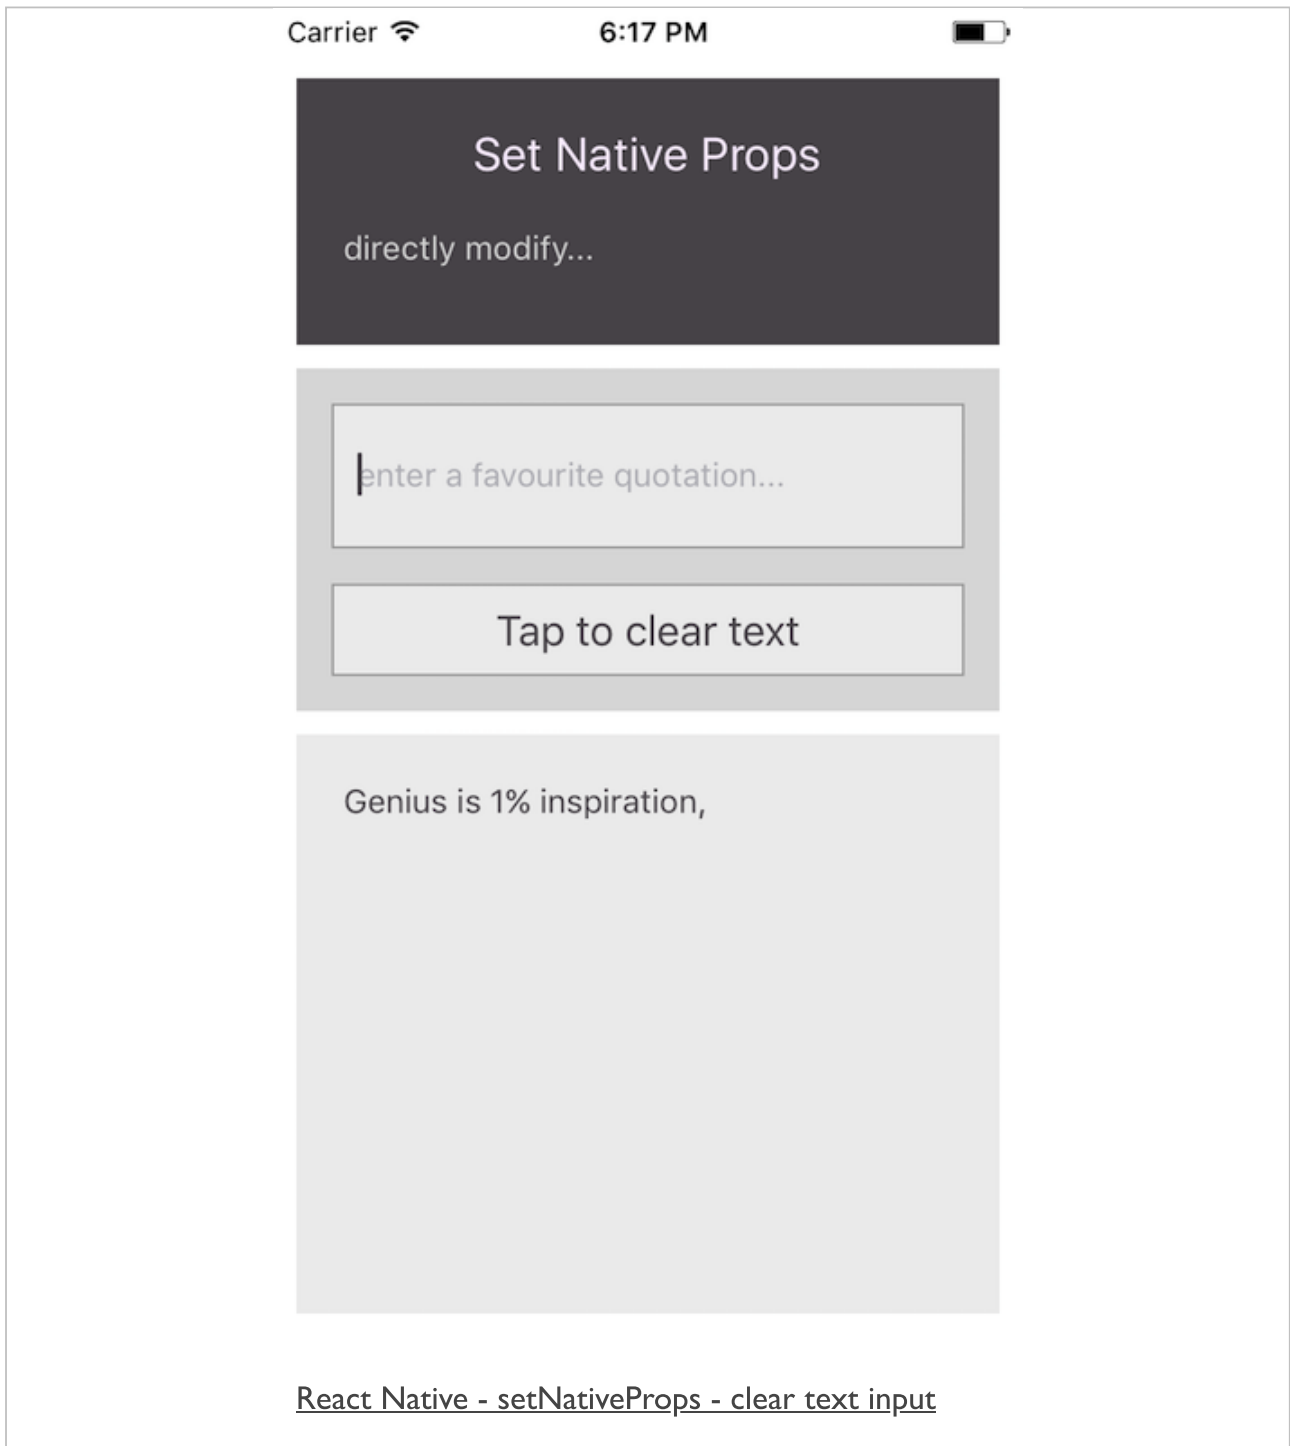 Carrier 6:17 PM
Set Native Props
directly modify...
enter a favourite quotation...
Tap to clear text
Genius is 1% inspiration,
React Native - setNativeProps - clear text input